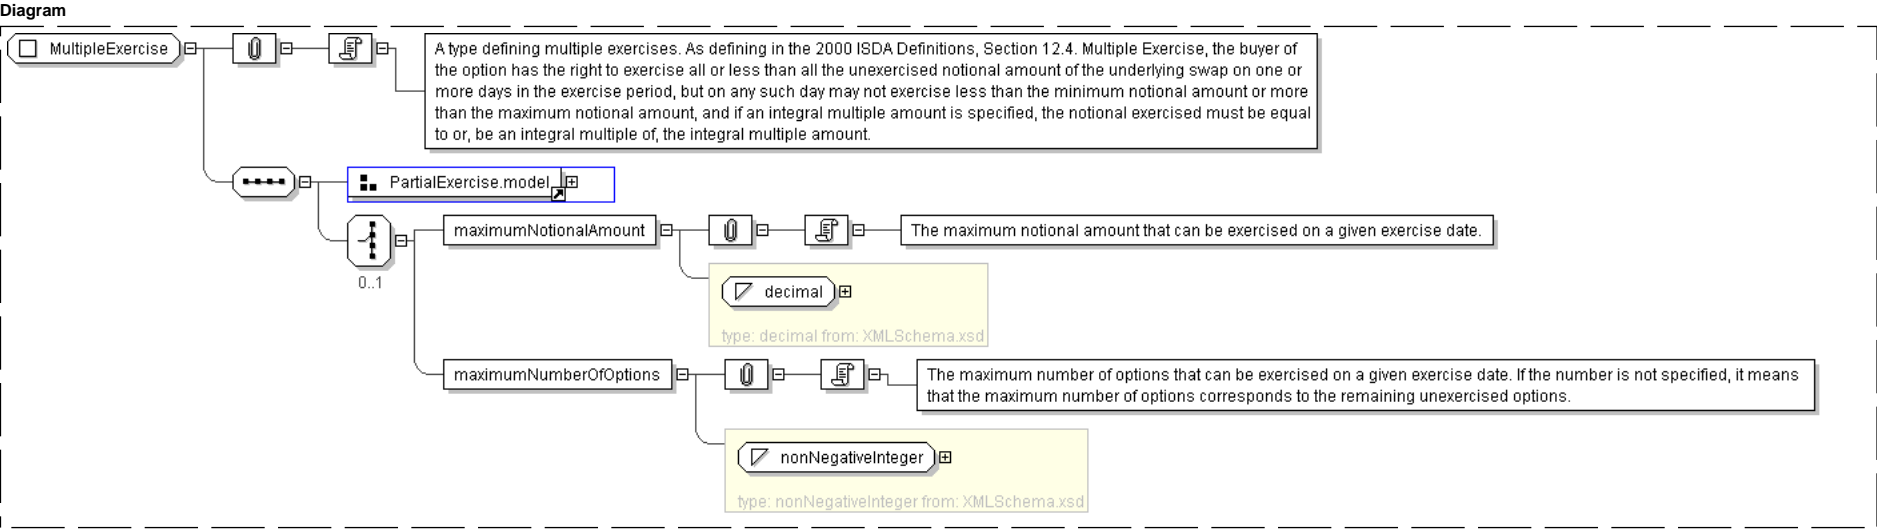 Diagram
MultipleExercise
A type defining multiple exercises. As defining in the 2000 ISDA Definitions, Section 12.4. Multiple Exercise, the buyer of
the option has the right to exercise all or less than all the unexercised notional amount of the underlying swap on one or
more days in the exercise period, but on any such day may not exercise less than the minimum notional amount or more
than the maximum notional amount, and if an integral multiple amount is specified, the notional exercised must be equal
to or, be an integral multiple of, the integral multiple amount.
PartialExercise.model
0..1
maximumNotionalAmount
The maximum notional amount that can be exercised on a given exercise date.
decimal
type: decimal from: XMLSchema.xsd
maximumNumberOfOptions
The maximum number of options that can be exercised on a given exercise date. If the number is not specified, it means
that the maximum number of options corresponds to the remaining unexercised options.
nonNegativeInteger
type: nonNegativeInteger from: XMLSchema.xsd